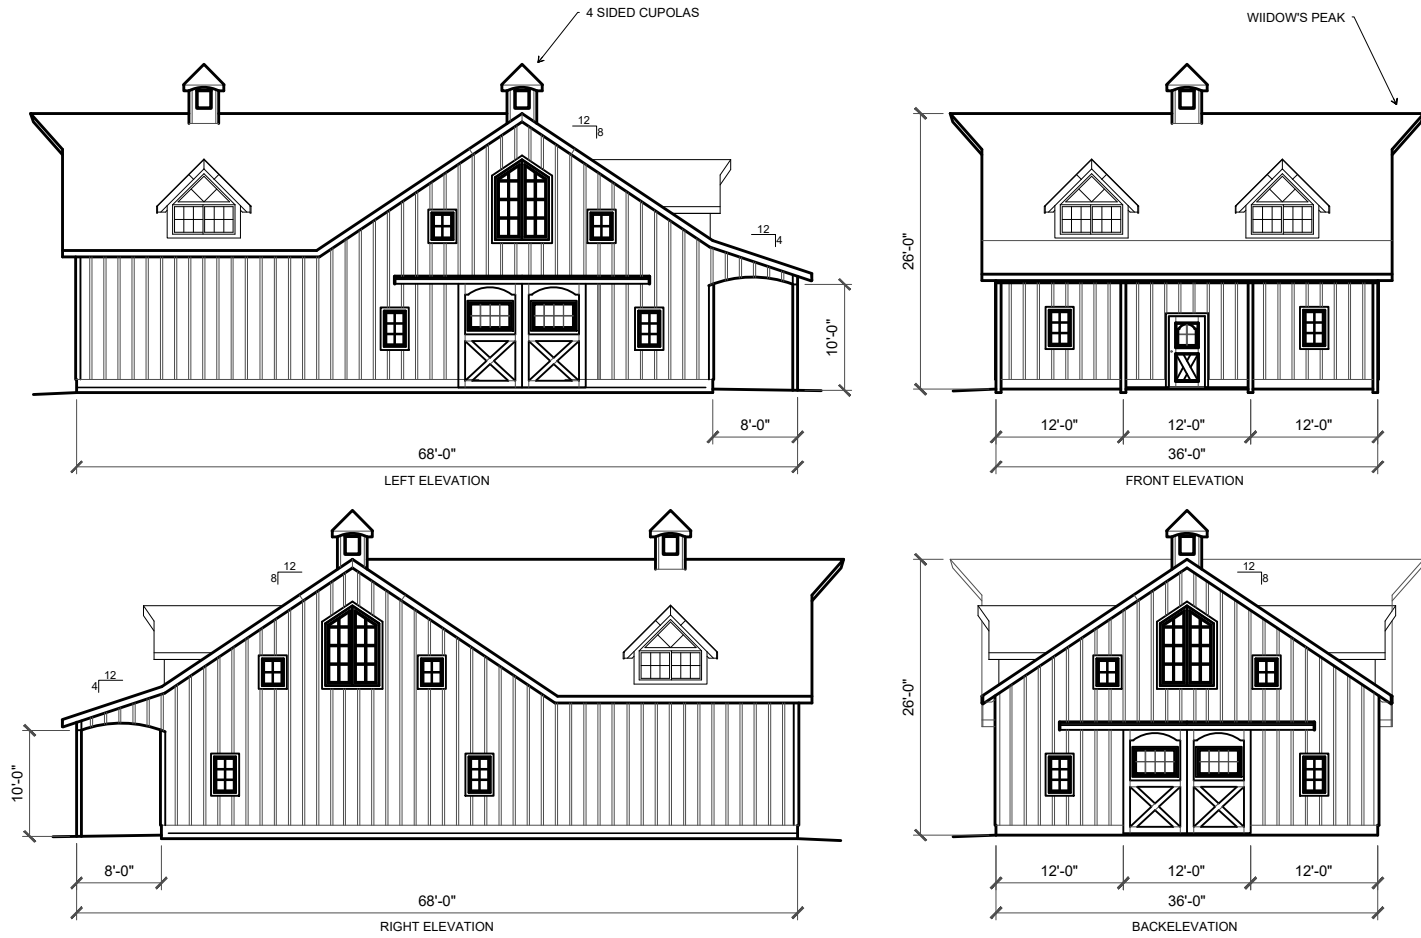 4 SIDED CUPOLAS
WIIDOW'S PEAK
12
8
12
4
10'-0"
8'-0"
68'-0"
LEFT ELEVATION
26'-0"
12'-0" 12'-0" 12'-0"
36'-0"
FRONT ELEVATION
12
8
12
4
10'-0"
8'-0"
68'-0"
RIGHT ELEVATION
12
8
26'-0"
12'-0" 12'-0" 12'-0"
36'-0"
BACKELEVATION